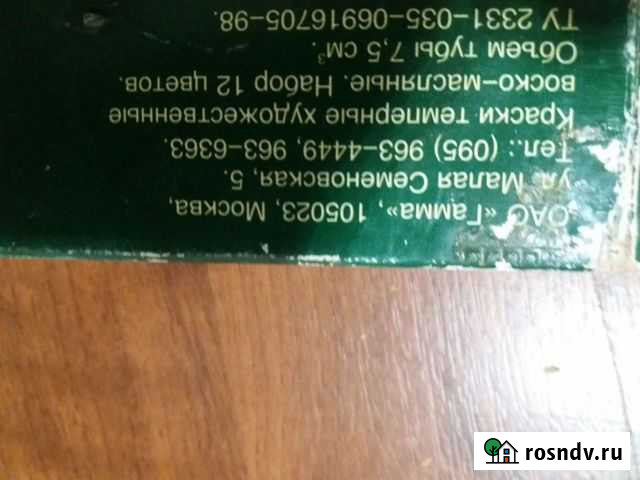 ОАО «Гамма», 105023, Москва,
ул. Малая Семеновская, 5.
Тел.: (095) 963-4449, 963-6363.
Краски темперные художественные
воско-масляные. Набор 12 цветов.
Объем тубы 7,5 см³.
ТУ 2331-035-06916705-98.
rosndv.ru